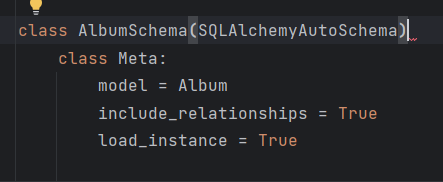 class AlbumSchema(SQLAlchemyAutoSchema)
    class Meta:
        model = Album
        include_relationships = True
        load_instance = True